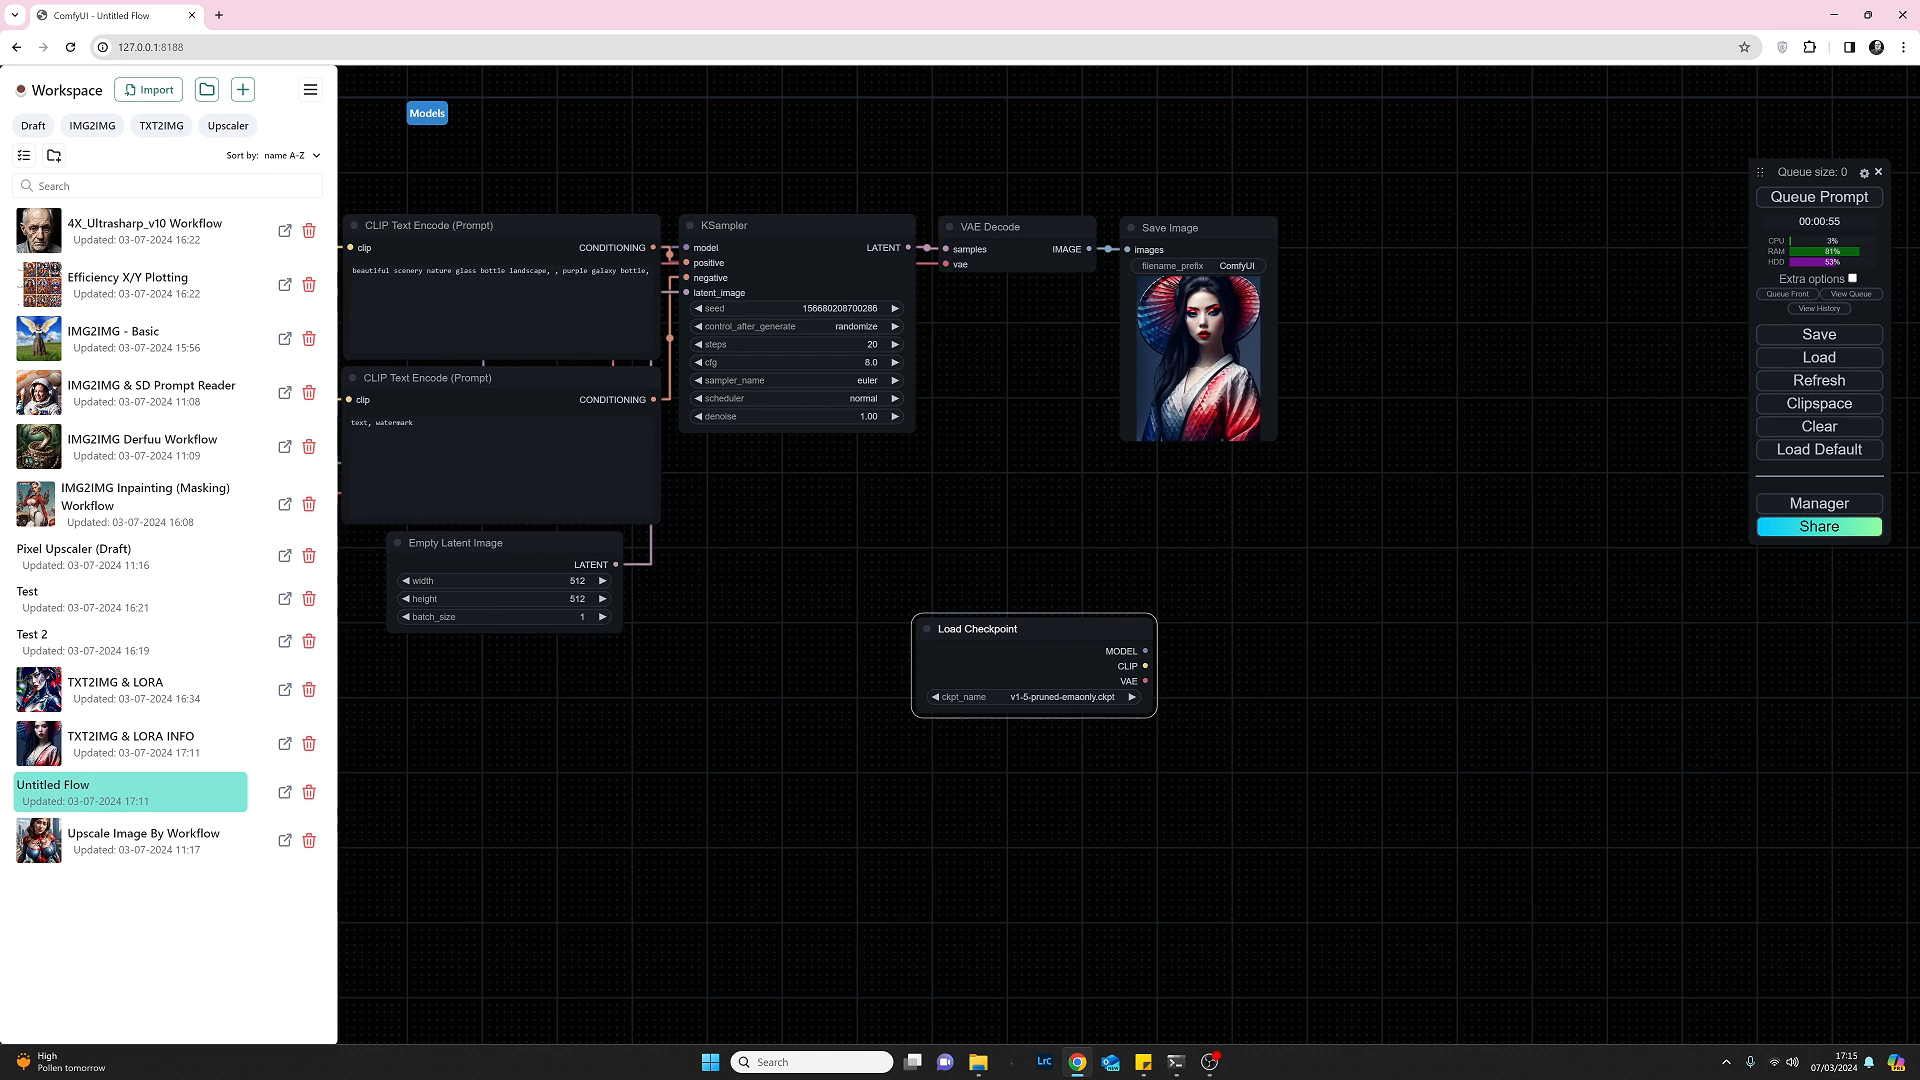 ComfyUI - Untitled Flow
127.0.0.1:8188
Workspace
Import
Models
Draft
IMG2IMG
TXT2IMG
Upscaler
Sort by: name A-Z
Search
4X_Ultrasharp_v10 Workflow
Updated: 03-07-2024 16:22
Efficiency X/Y Plotting
Updated: 03-07-2024 16:22
IMG2IMG - Basic
Updated: 03-07-2024 15:56
IMG2IMG & SD Prompt Reader
Updated: 03-07-2024 11:08
IMG2IMG Derfuu Workflow
Updated: 03-07-2024 11:09
IMG2IMG Inpainting (Masking)
Workflow
Updated: 03-07-2024 16:08
Pixel Upscaler (Draft)
Updated: 03-07-2024 11:16
Test
Updated: 03-07-2024 16:21
Test 2
Updated: 03-07-2024 16:19
TXT2IMG & LORA
Updated: 03-07-2024 16:34
TXT2IMG & LORA INFO
Updated: 03-07-2024 17:11
Untitled Flow
Updated: 03-07-2024 17:11
Upscale Image By Workflow
Updated: 03-07-2024 11:17
CLIP Text Encode (Prompt)
clip CONDITIONING
beautiful scenery nature glass bottle landscape, , purple galaxy bottle,
CLIP Text Encode (Prompt)
clip CONDITIONING
text, watermark
Empty Latent Image
LATENT
width 512
height 512
batch_size 1
KSampler
model LATENT
positive
negative
latent_image
seed 156680208700286
control_after_generate randomize
steps 20
cfg 8.0
sampler_name euler
scheduler normal
denoise 1.00
VAE Decode
samples IMAGE
vae
Save Image
images
filename_prefix ComfyUI
Load Checkpoint
MODEL
CLIP
VAE
ckpt_name v1-5-pruned-emaonly.ckpt
Queue size: 0
Queue Prompt
00:00:55
CPU 3%
RAM 81%
HDD 53%
Extra options
Queue Front View Queue
View History
Save
Load
Refresh
Clipspace
Clear
Load Default
Manager
Share
High
Pollen tomorrow
Search
LrC
NEW
17:15
07/03/2024
PRE